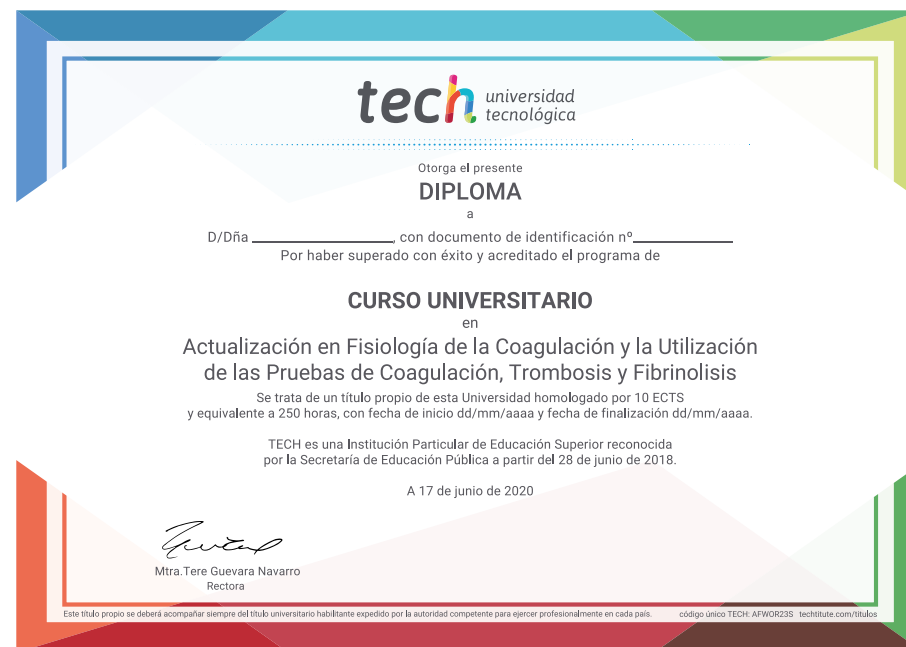 tech universidad
tecnológica
Otorga el presente
DIPLOMA
a
D/Dña ____________________, con documento de identificación nº______________
Por haber superado con éxito y acreditado el programa de
CURSO UNIVERSITARIO
en
Actualización en Fisiología de la Coagulación y la Utilización
de las Pruebas de Coagulación, Trombosis y Fibrinolisis
Se trata de un título propio de esta Universidad homologado por 10 ECTS
y equivalente a 250 horas, con fecha de inicio dd/mm/aaaa y fecha de finalización dd/mm/aaaa.
TECH es una Institución Particular de Educación Superior reconocida
por la Secretaría de Educación Pública a partir del 28 de junio de 2018.
A 17 de junio de 2020
Mtra.Tere Guevara Navarro
Rectora
Este título propio se deberá acompañar siempre del título universitario habilitante expedido por la autoridad competente para ejercer profesionalmente en cada país. código único TECH: AFWOR23S techtitute.com/títulos